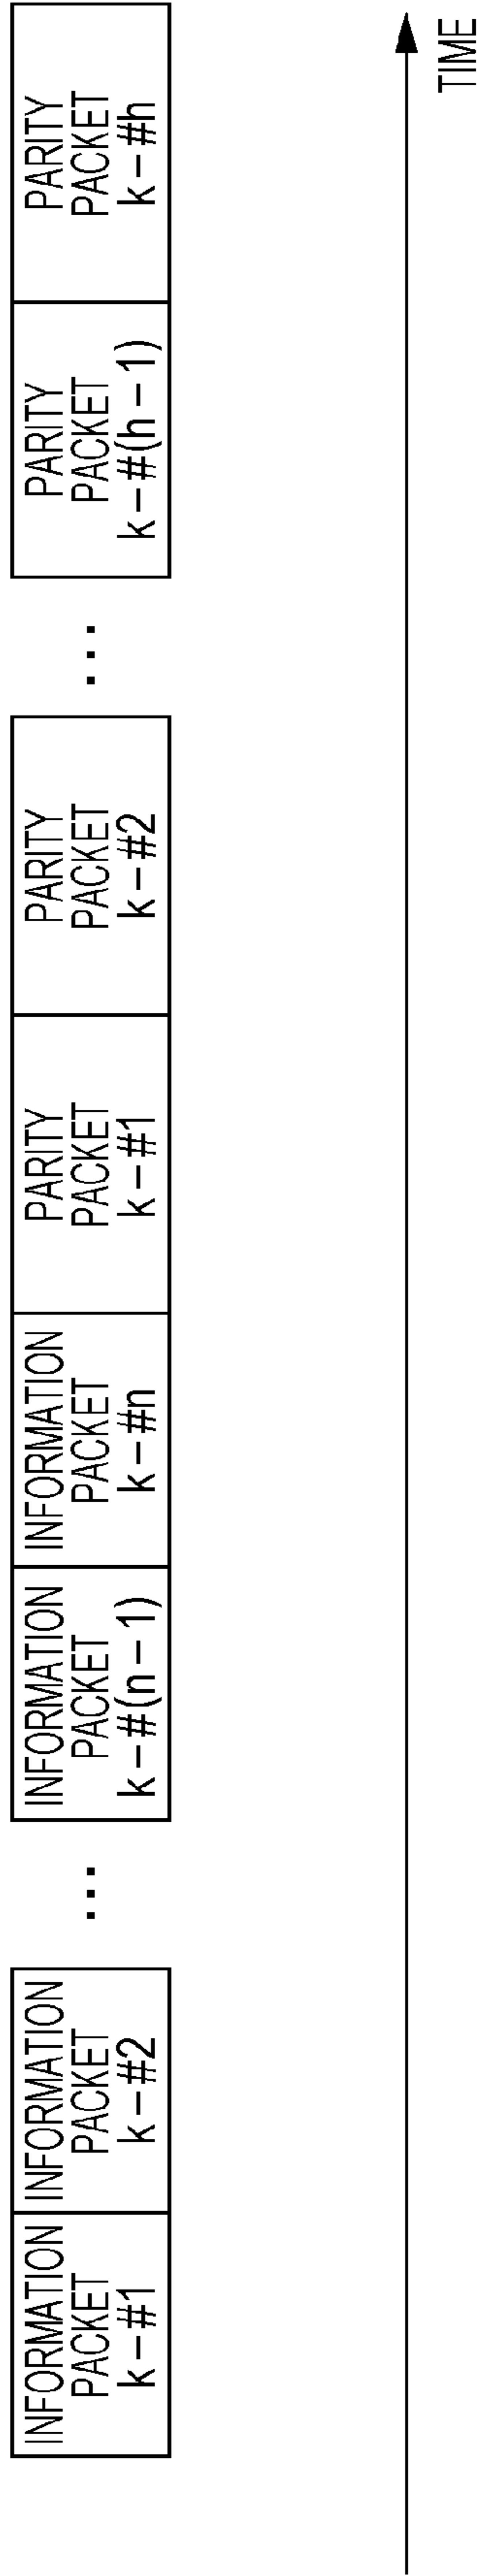 INFORMATION
PACKET
k-#1
INFORMATION
PACKET
k-#2
...
INFORMATION
PACKET
k-#(n-1)
INFORMATION
PACKET
k-#n
PARITY
PACKET
k-#1
PARITY
PACKET
k-#2
...
PARITY
PACKET
k-#(h-1)
PARITY
PACKET
k-#h
TIME